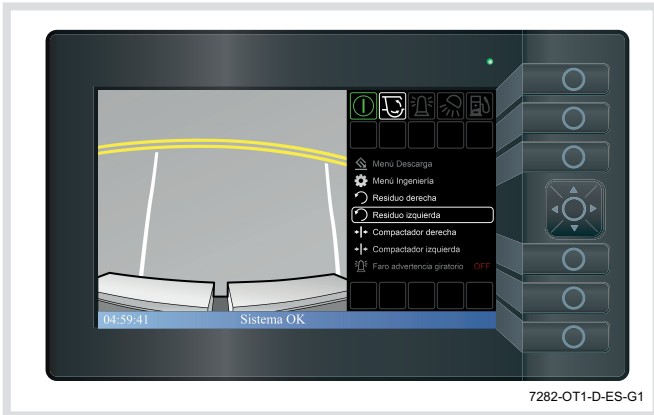 Menú Descarga
Menú Ingeniería
Residuo derecha
Residuo izquierda
Compactador derecha
Compactador izquierda
Faro advertencia giratorio OFF
04:59:41 Sistema OK
7282-OT1-D-ES-G1